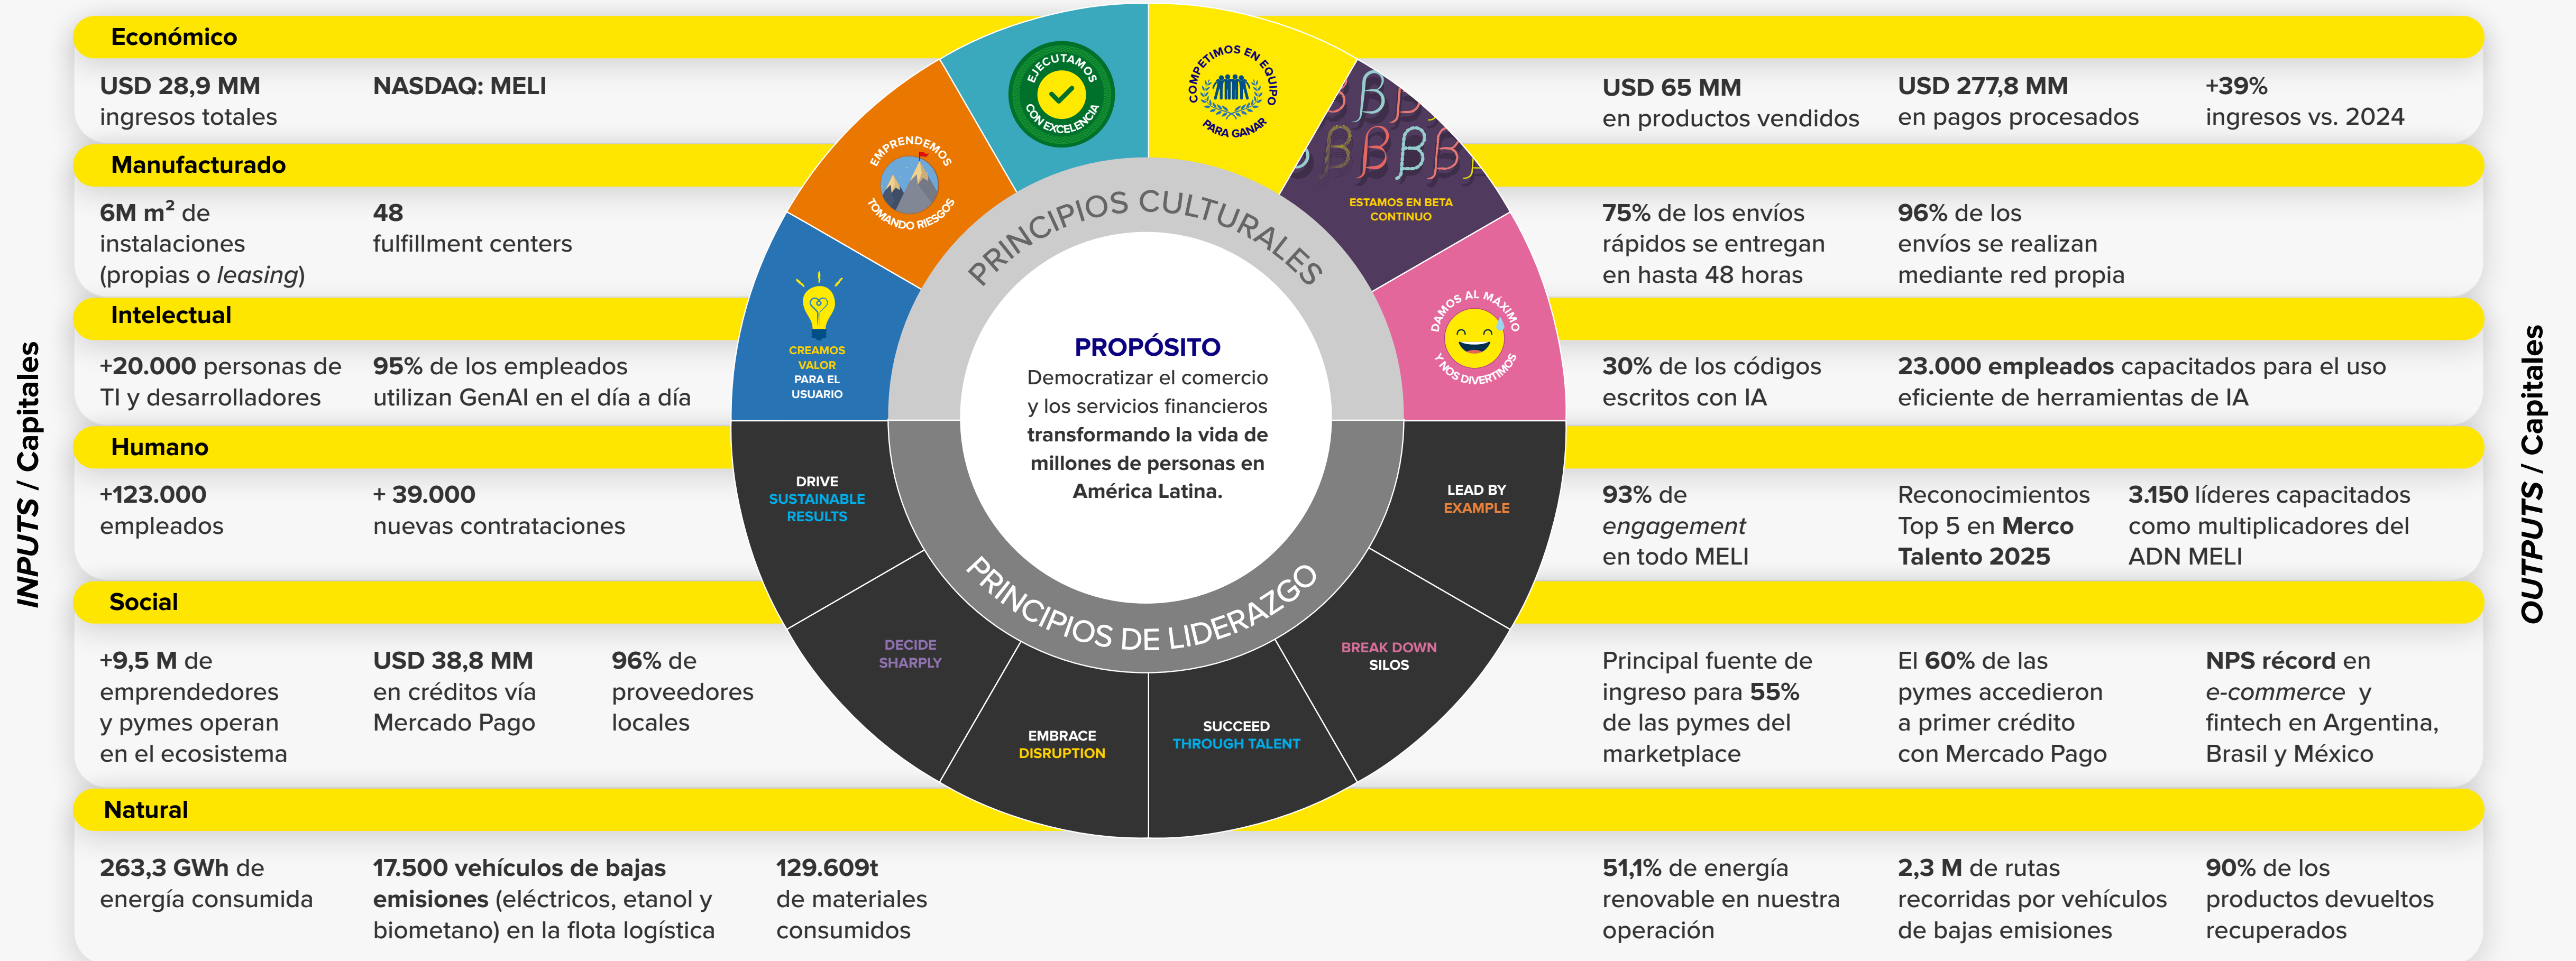 INPUTS / Capitales
Económico
USD 28,9 MM
ingresos totales
NASDAQ: MELI
Manufacturado
6M m² de
instalaciones
(propias o leasing)
48
fulfillment centers
Intelectual
+20.000 personas de
TI y desarrolladores
95% de los empleados
utilizan GenAI en el día a día
Humano
+123.000
empleados
+ 39.000
nuevas contrataciones
Social
+9,5 M de
emprendedores
y pymes operan
en el ecosistema
USD 38,8 MM
en créditos vía
Mercado Pago
96% de
proveedores
locales
Natural
263,3 GWh de
energía consumida
17.500 vehículos de bajas
emisiones (eléctricos, etanol y
biometano) en la flota logística
129.609t
de materiales
consumidos
CREAMOS
VALOR
PARA EL
USUARIO
EMPRENDEMOS
TOMANDO RIESGOS
EJECUTAMOS
CON EXCELENCIA
COMPETIMOS EN EQUIPO
PARA GANAR
ESTAMOS EN BETA
CONTINUO
DAMOS AL MÁXIMO
Y NOS DIVERTIMOS
PRINCIPIOS CULTURALES
PROPÓSITO
Democratizar el comercio
y los servicios financieros
transformando la vida de
millones de personas en
América Latina.
PRINCIPIOS DE LIDERAZGO
DRIVE
SUSTAINABLE
RESULTS
DECIDE
SHARPLY
EMBRACE
DISRUPTION
SUCCEED
THROUGH TALENT
BREAK DOWN
SILOS
LEAD BY
EXAMPLE
USD 65 MM
en productos vendidos
USD 277,8 MM
en pagos procesados
+39%
ingresos vs. 2024
75% de los envíos
rápidos se entregan
en hasta 48 horas
96% de los
envíos se realizan
mediante red propia
30% de los códigos
escritos con IA
23.000 empleados capacitados para el uso
eficiente de herramientas de IA
93% de
engagement
en todo MELI
Reconocimientos
Top 5 en Merco
Talento 2025
3.150 líderes capacitados
como multiplicadores del
ADN MELI
Principal fuente de
ingreso para 55%
de las pymes del
marketplace
El 60% de las
pymes accedieron
a primer crédito
con Mercado Pago
NPS récord en
e-commerce y
fintech en Argentina,
Brasil y México
51,1% de energía
renovable en nuestra
operación
2,3 M de rutas
recorridas por vehículos
de bajas emisiones
90% de los
productos devueltos
recuperados
OUTPUTS / Capitales